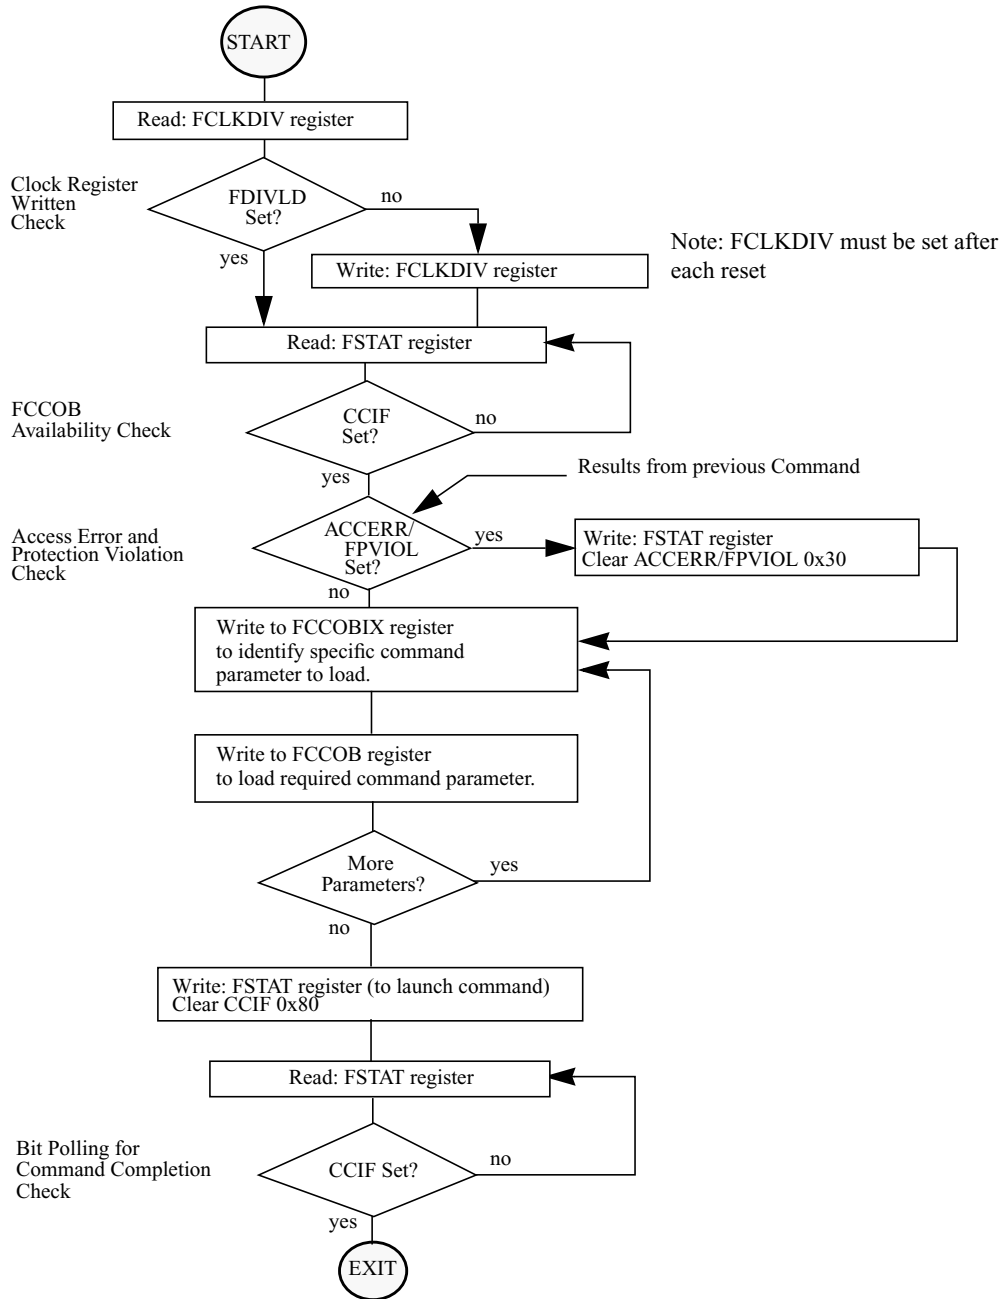 START
Read: FCLKDIV register
Clock Register
Written
Check
FDIVLD
Set?
no
yes
Write: FCLKDIV register
Note: FCLKDIV must be set after
each reset
Read: FSTAT register
FCCOB
Availability Check
CCIF
Set?
no
yes
Results from previous Command
Access Error and
Protection Violation
Check
ACCERR/
FPVIOL
Set?
yes
no
Write: FSTAT register
Clear ACCERR/FPVIOL 0x30
Write to FCCOBIX register
to identify specific command
parameter to load.
Write to FCCOB register
to load required command parameter.
More
Parameters?
yes
no
Write: FSTAT register (to launch command)
Clear CCIF 0x80
Read: FSTAT register
Bit Polling for
Command Completion
Check
CCIF Set?
no
yes
EXIT